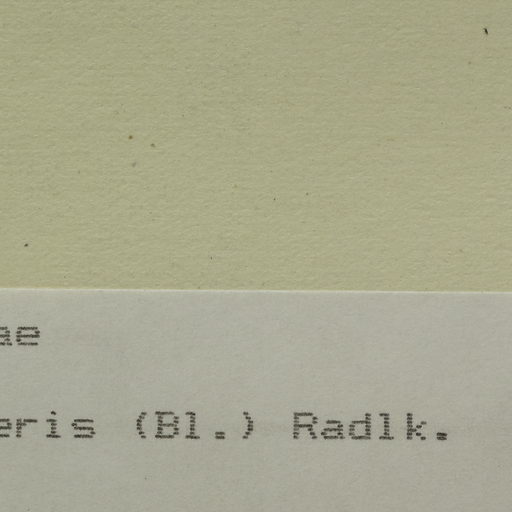 ae
eris (Bl.) Radlk.